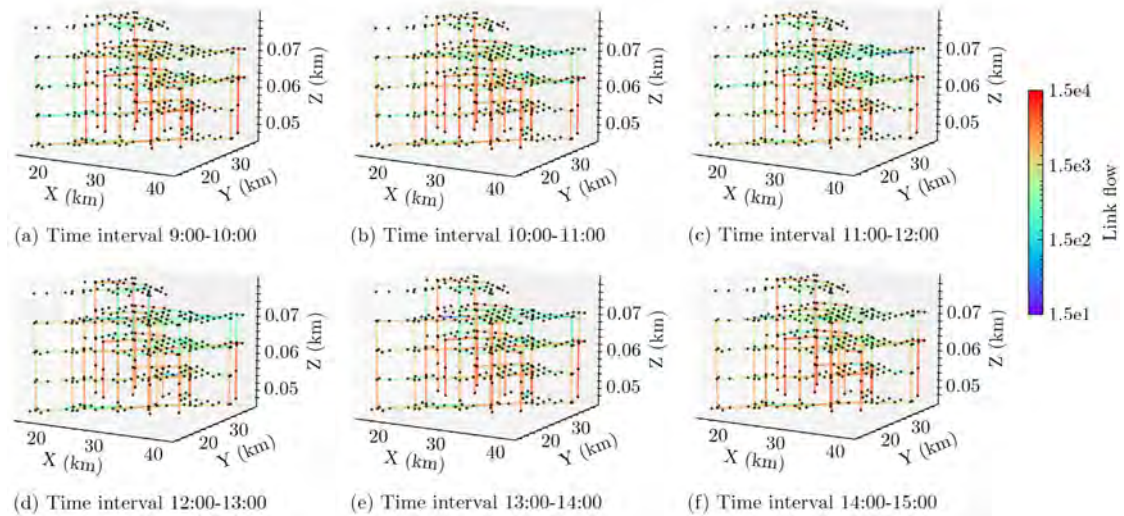 0.07
0.06
0.05
Z (km)
20
30
40
X (km)
20
30
Y (km)
(a) Time interval 9:00-10:00
0.07
0.06
0.05
Z (km)
20
30
40
X (km)
20
30
Y (km)
(b) Time interval 10:00-11:00
0.07
0.06
0.05
Z (km)
20
30
40
X (km)
20
30
Y (km)
(c) Time interval 11:00-12:00
1.5e4
1.5e3
1.5e2
1.5e1
Link flow
0.07
0.06
0.05
Z (km)
20
30
40
X (km)
20
30
Y (km)
(d) Time interval 12:00-13:00
0.07
0.06
0.05
Z (km)
20
30
40
X (km)
20
30
Y (km)
(e) Time interval 13:00-14:00
0.07
0.06
0.05
Z (km)
20
30
40
X (km)
20
30
Y (km)
(f) Time interval 14:00-15:00